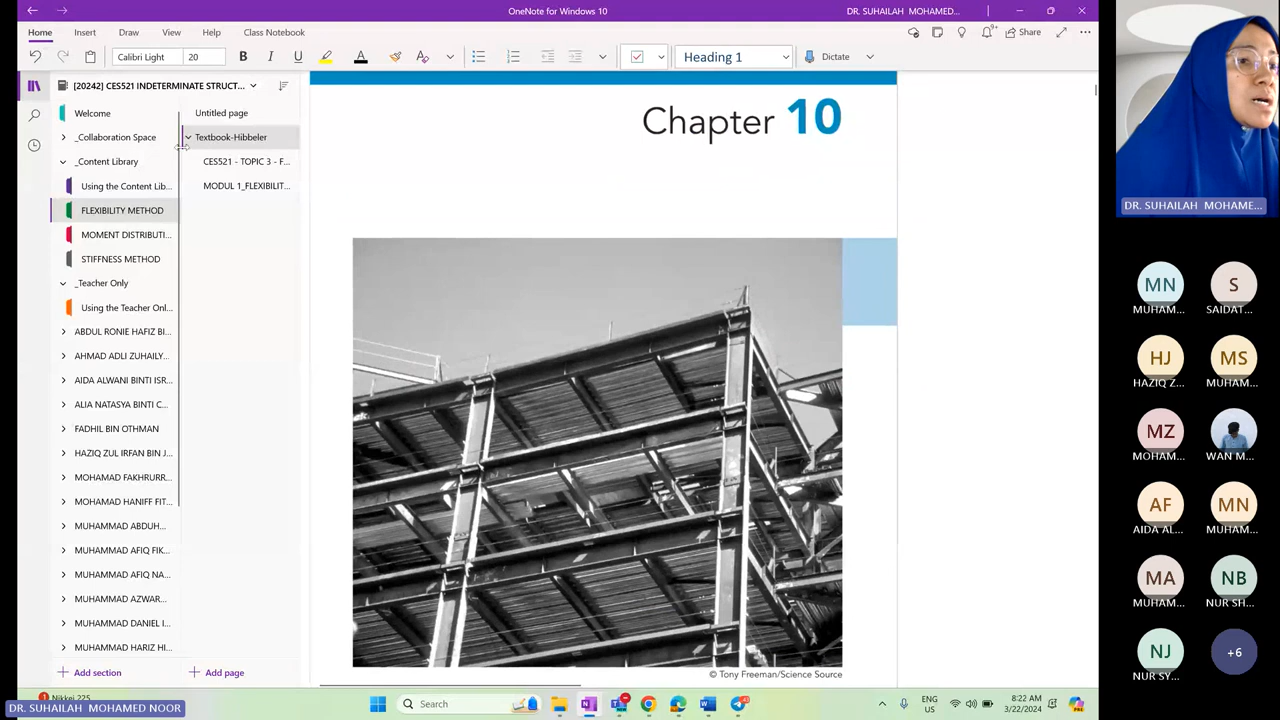 OneNote for Windows 10
DR. SUHAILAH MOHAMED...
Home
Insert
Draw
View
Help
Class Notebook
Share
Calibri Light
20
B
I
U
A
Heading 1
Dictate
[20242] CES521 INDETERMINATE STRUCT...
Welcome
_Collaboration Space
_Content Library
Using the Content Lib...
FLEXIBILITY METHOD
MOMENT DISTRIBUTI...
STIFFNESS METHOD
_Teacher Only
Using the Teacher Onl...
ABDUL RONIE HAFIZ BI...
AHMAD ADLI ZUHAILY...
AIDA ALWANI BINTI ISR...
ALIA NATASYA BINTI C...
FADHIL BIN OTHMAN
HAZIQ ZUL IRFAN BIN J...
MOHAMAD FAKHRURR...
MOHAMAD HANIFF FIT...
MUHAMMAD ABDUH...
MUHAMMAD AFIQ FIK...
MUHAMMAD AFIQ NA...
MUHAMMAD AZWAR...
MUHAMMAD DANIEL I...
MUHAMMAD HARIZ HI...
Add section
Untitled page
Textbook-Hibbeler
CES521 - TOPIC 3 - F...
MODUL 1_FLEXIBILIT...
Add page
Chapter 10
© Tony Freeman/Science Source
DR. SUHAILAH MOHAME...
MN
MUHAM...
S
SAIDAT...
HJ
HAZIQ Z...
MS
MUHAM...
MZ
MOHAM...
WAN M...
AF
AIDA AL...
MN
MUHAM...
MA
MUHAM...
NB
NUR SH...
NJ
NUR SY...
+6
Nikkei 225
DR. SUHAILAH MOHAMED NOOR
Search
ENG
US
8:22 AM
3/22/2024